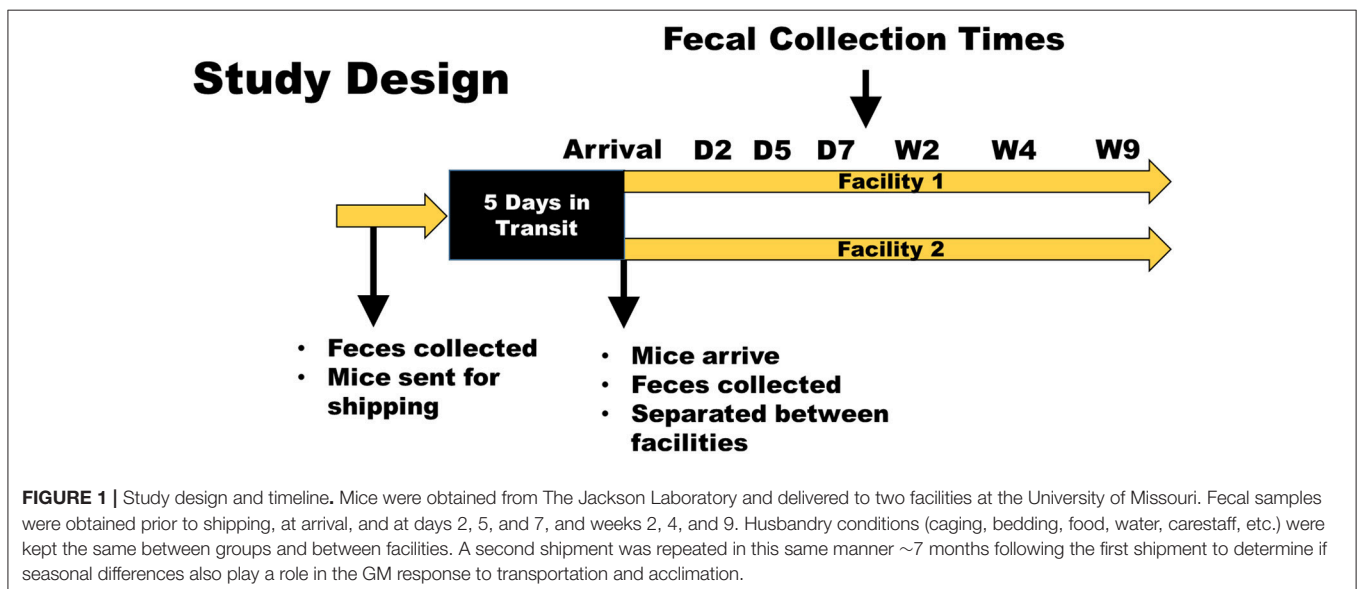 Fecal Collection Times
Study Design
Arrival D2 D5 D7 W2 W4 W9
Facility 1
5 Days in
Transit
Facility 2
• Feces collected
• Mice sent for
shipping
• Mice arrive
• Feces collected
• Separated between
facilities
FIGURE 1 | Study design and timeline. Mice were obtained from The Jackson Laboratory and delivered to two facilities at the University of Missouri. Fecal samples
were obtained prior to shipping, at arrival, and at days 2, 5, and 7, and weeks 2, 4, and 9. Husbandry conditions (caging, bedding, food, water, carestaff, etc.) were
kept the same between groups and between facilities. A second shipment was repeated in this same manner ~7 months following the first shipment to determine if
seasonal differences also play a role in the GM response to transportation and acclimation.